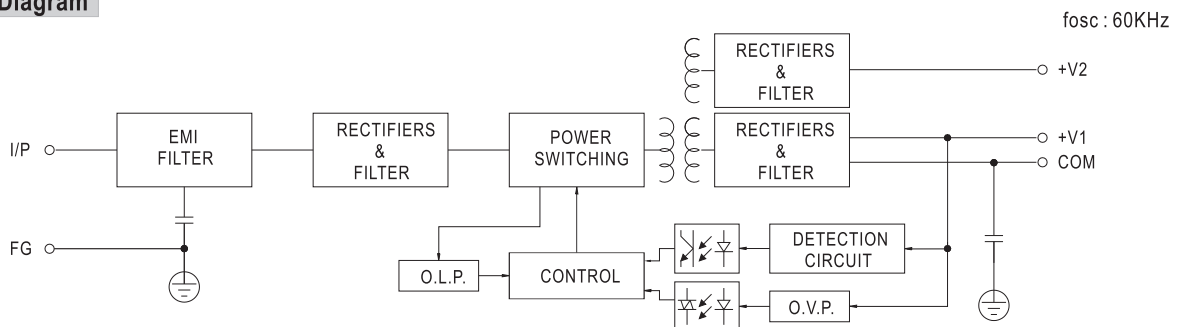 Diagram
fosc : 60KHz
RECTIFIERS
&
FILTER
+V2
I/P
EMI
FILTER
RECTIFIERS
&
FILTER
POWER
SWITCHING
RECTIFIERS
&
FILTER
+V1
COM
FG
O.L.P.
CONTROL
DETECTION
CIRCUIT
O.V.P.